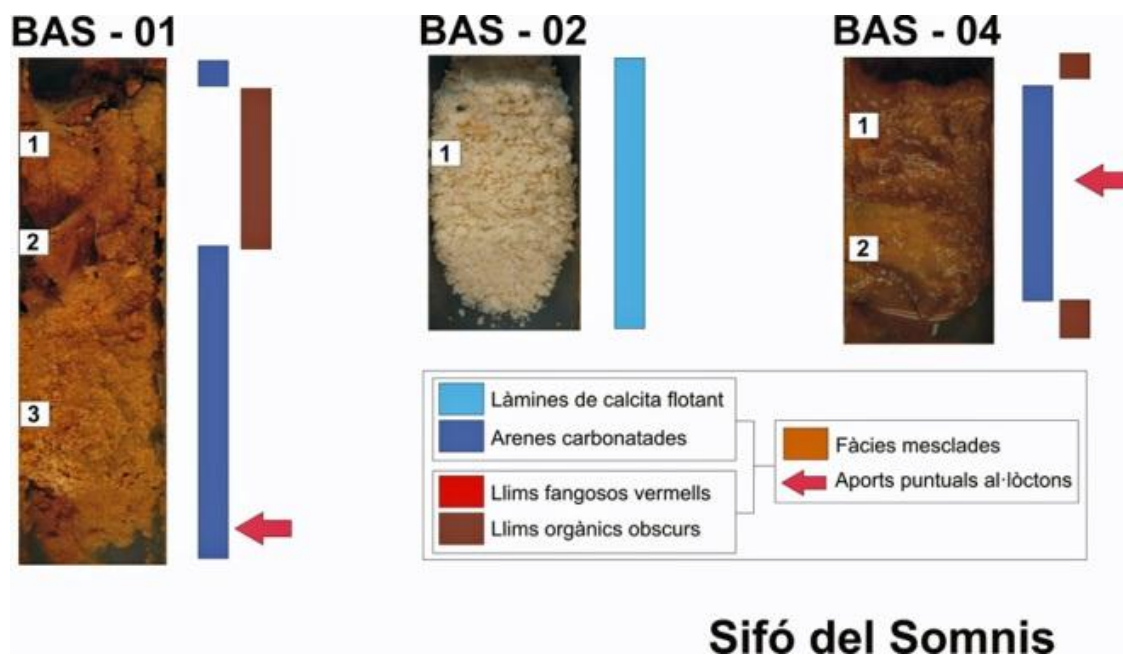 BAS - 01
BAS - 02
BAS - 04
1
2
3
1
1
2
Làmines de calcita flotant
Arenes carbonatades
Llims fangosos vermells
Llims orgànics obscurs
Fàcies mesclades
Aports puntuals al·lòctons
Sifó del Somnis